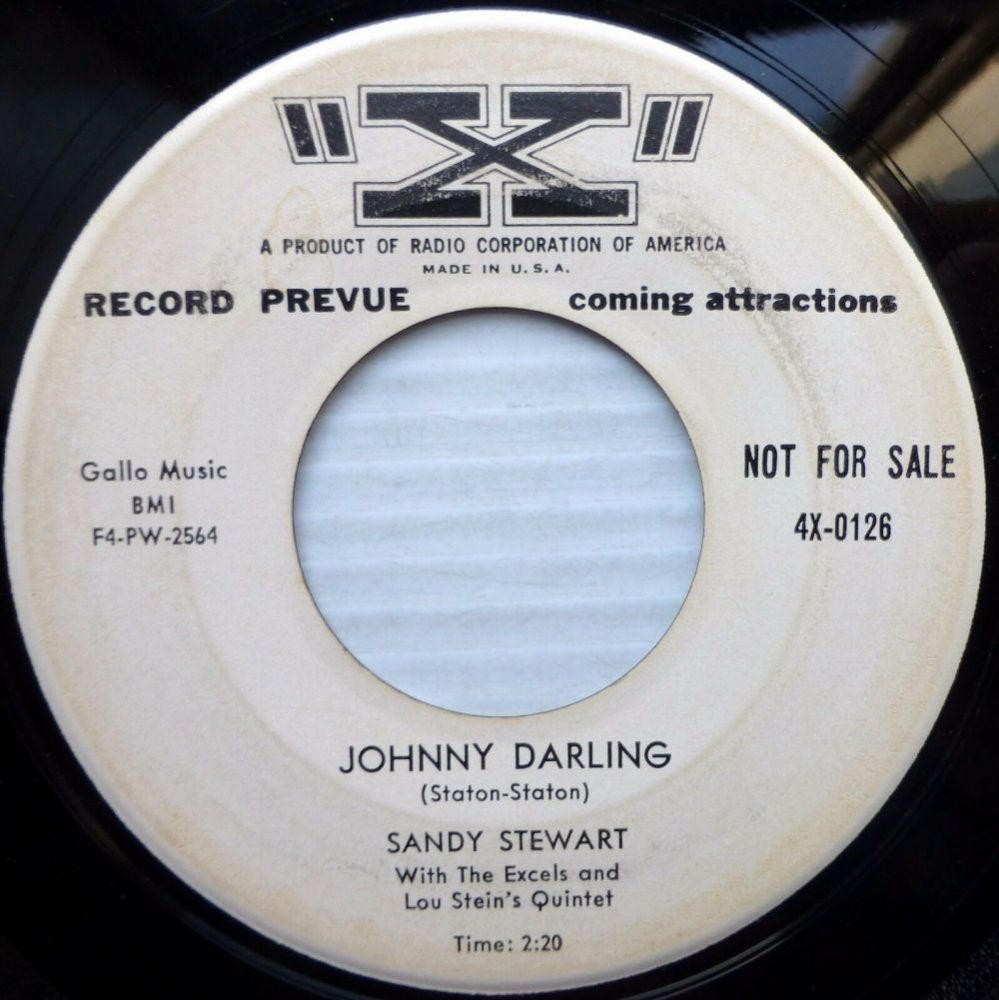 "X"
A PRODUCT OF RADIO CORPORATION OF AMERICA
MADE IN U. S. A.
RECORD PREVUE coming attractions
Gallo Music
BMI
F4-PW-2564
NOT FOR SALE
4X-0126
JOHNNY DARLING
(Staton-Staton)
SANDY STEWART
With The Excels and
Lou Stein's Quintet
Time: 2:20